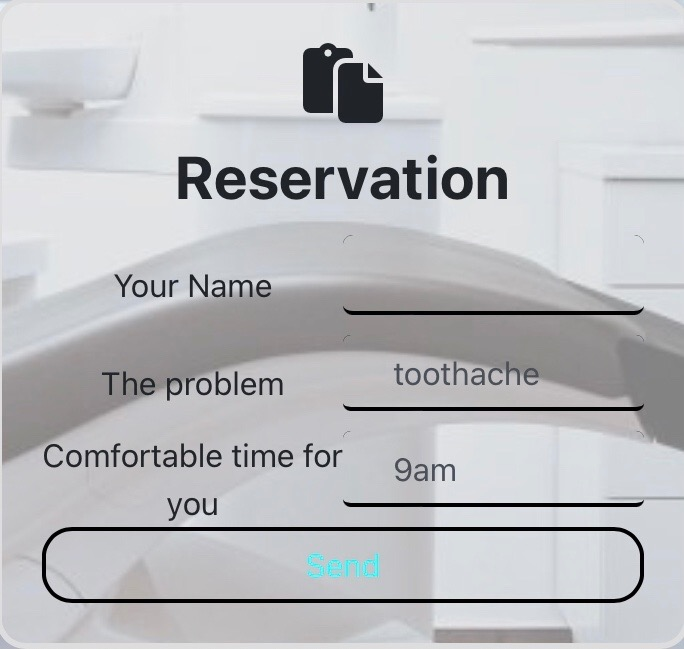 Reservation
Your Name
The problem
toothache
Comfortable time for
you
9am
Send